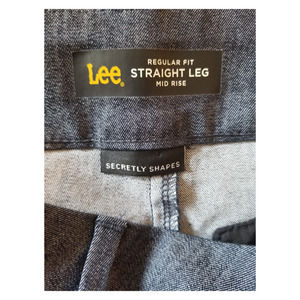 Lee
REGULAR FIT
STRAIGHT LEG
MID RISE
SECRETLY SHAPES